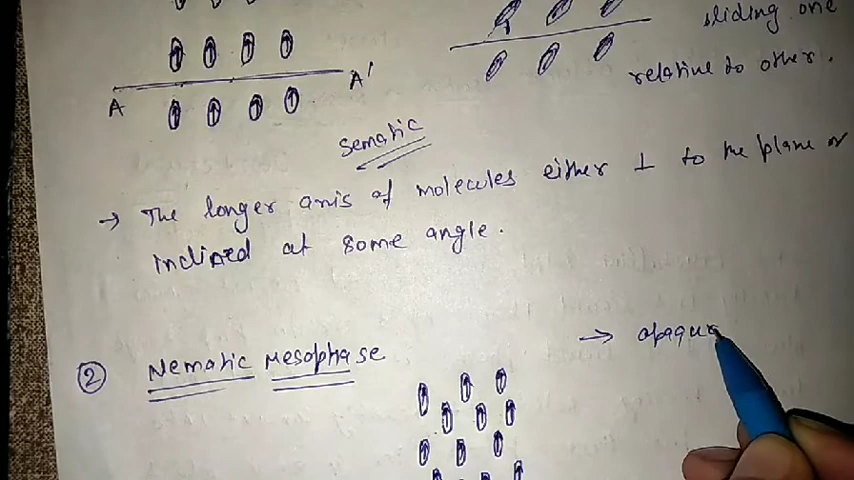 sliding one
relative to other.
A A'
Sematic
→ The longer axis of molecules either ⊥ to the plane or
inclined at some angle.
② Nematic Mesophase
→ opaque